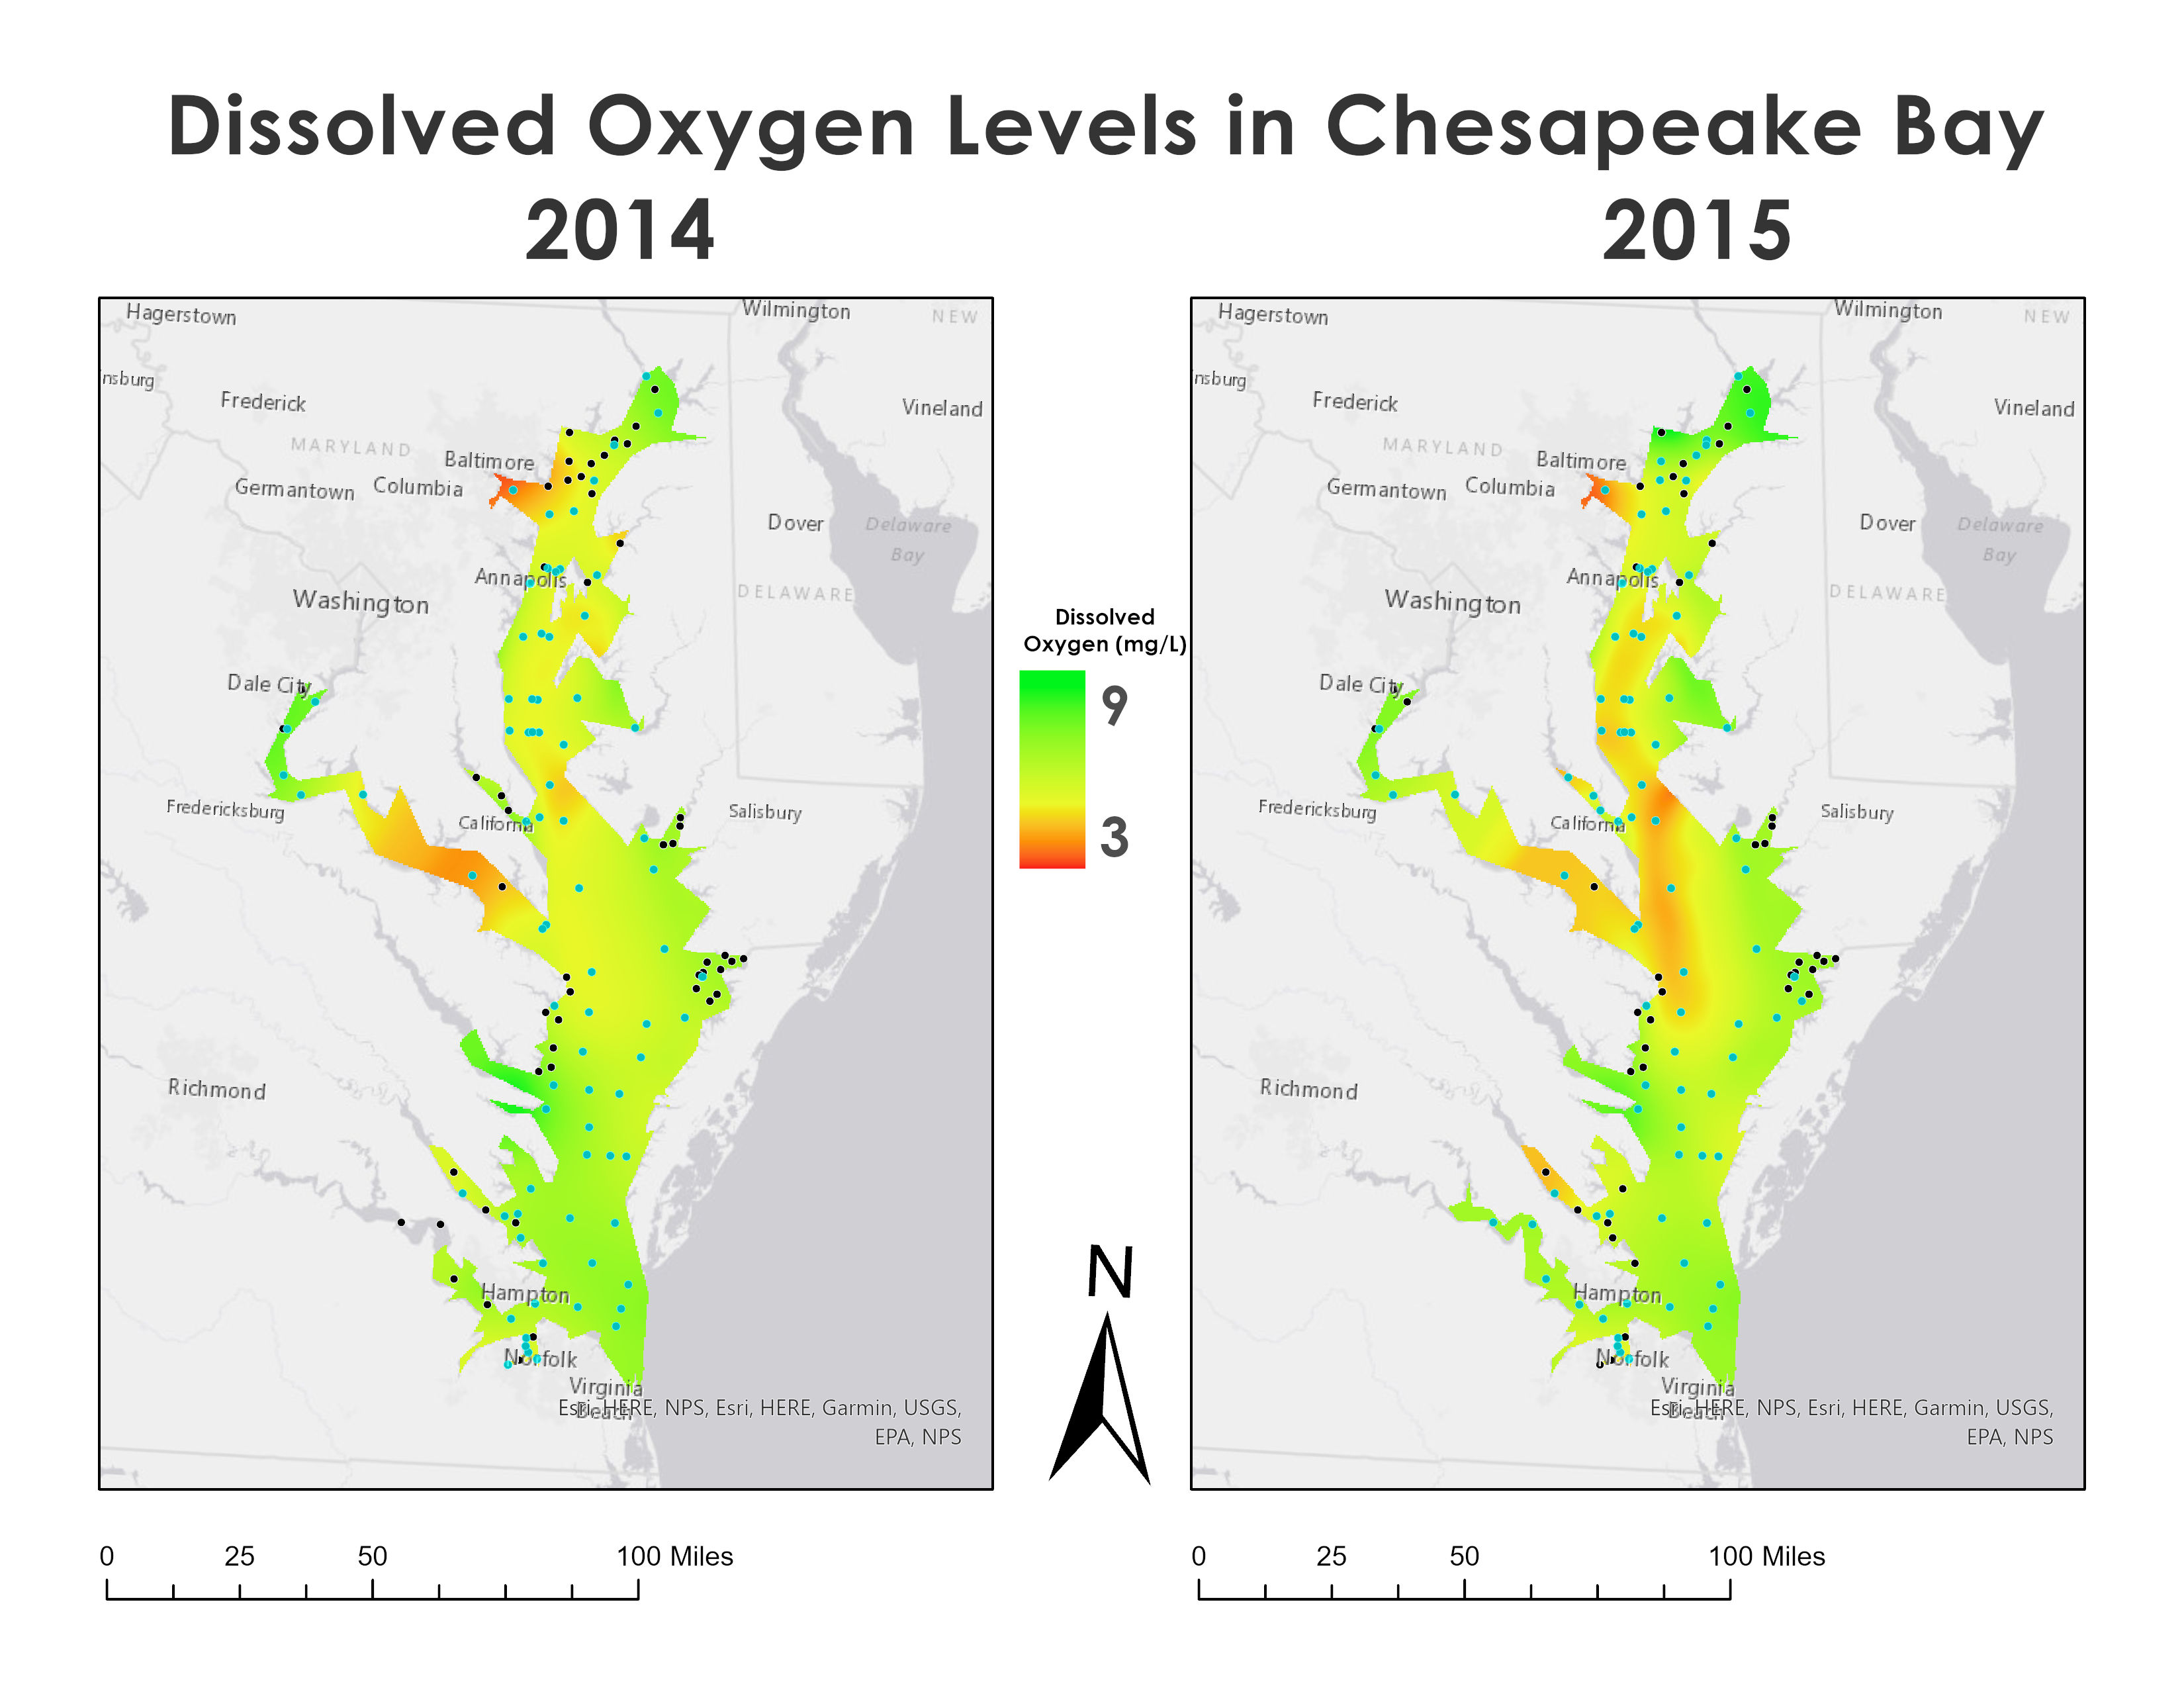 Dissolved Oxygen Levels in Chesapeake Bay
2014
2015
Hagerstown
Wilmington
NEW
nsburg
Frederick
Vineland
MARYLAND
Baltimore
Germantown
Columbia
Dover
Delaware
Bay
Annapolis
DELAWARE
Washington
Dale City
Fredericksburg
California
Salisbury
Richmond
Hampton
Norfolk
Virginia
Beach
Esri, HERE, NPS, Esri, HERE, Garmin, USGS,
EPA, NPS
0 25 50 100 Miles
Dissolved
Oxygen (mg/L)
9
3
N
Hagerstown
Wilmington
NEW
nsburg
Frederick
Vineland
MARYLAND
Baltimore
Germantown
Columbia
Dover
Delaware
Bay
Annapolis
DELAWARE
Washington
Dale City
Fredericksburg
California
Salisbury
Richmond
Hampton
Norfolk
Virginia
Beach
Esri, HERE, NPS, Esri, HERE, Garmin, USGS,
EPA, NPS
0 25 50 100 Miles